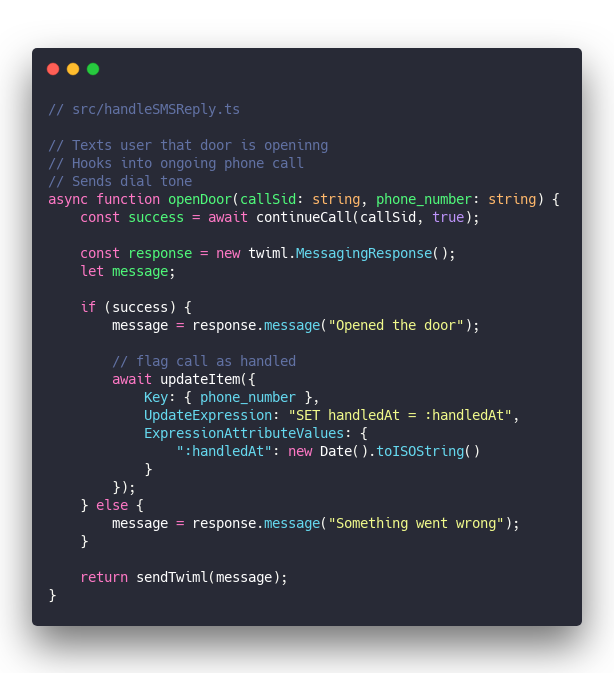 // src/handleSMSReply.ts

// Texts user that door is openinng
// Hooks into ongoing phone call
// Sends dial tone
async function openDoor(callSid: string, phone_number: string) {
    const success = await continueCall(callSid, true);

    const response = new twiml.MessagingResponse();
    let message;

    if (success) {
        message = response.message("Opened the door");

        // flag call as handled
        await updateItem({
            Key: { phone_number },
            UpdateExpression: "SET handledAt = :handledAt",
            ExpressionAttributeValues: {
                ":handledAt": new Date().toISOString()
            }
        });
    } else {
        message = response.message("Something went wrong");
    }

    return sendTwiml(message);
}